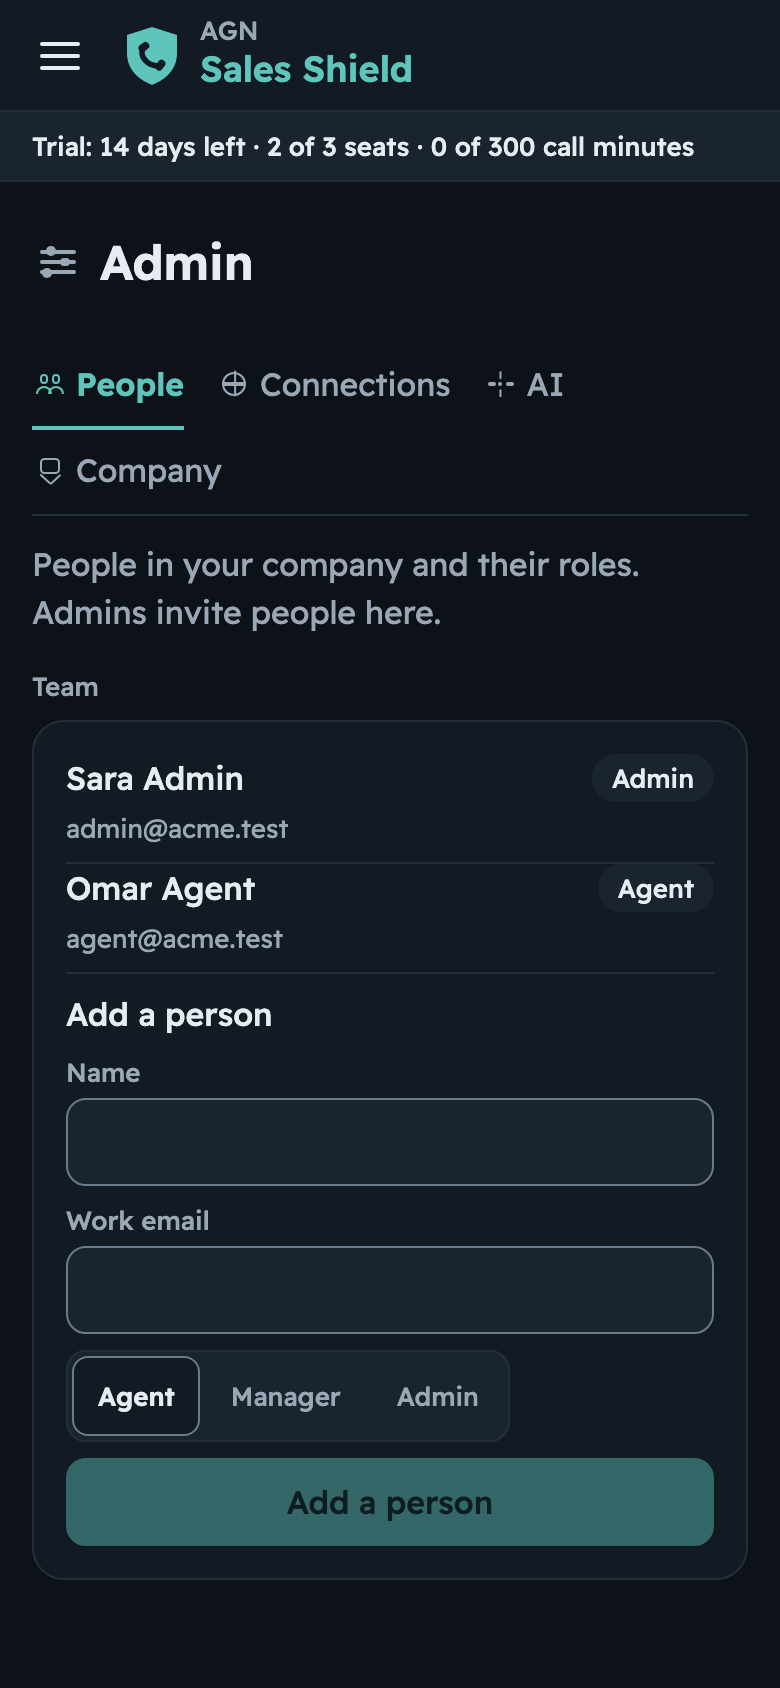 AGN
Sales Shield
Trial: 14 days left · 2 of 3 seats · 0 of 300 call minutes
Admin
People
Connections
AI
Company
People in your company and their roles.
Admins invite people here.
Team
Sara Admin
Admin
admin@acme.test
Omar Agent
Agent
agent@acme.test
Add a person
Name
Work email
Agent
Manager
Admin
Add a person